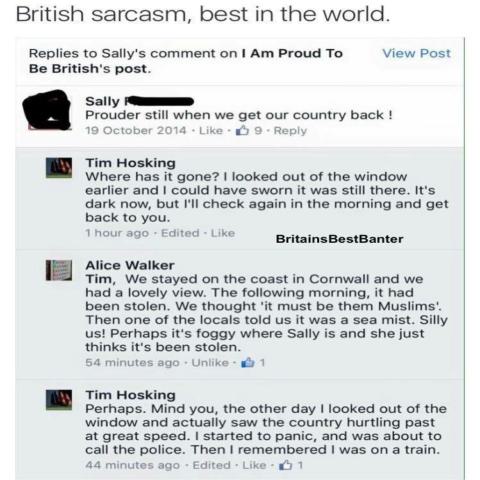 British sarcasm, best in the world.
Replies to Sally's comment on I Am Proud To View Post
Be British's post.
Sally
Prouder still when we get our country back !
19 October 2014 · Like · 9 · Reply
Tim Hosking
Where has it gone? I looked out of the window
earlier and I could have sworn it was still there. It's
dark now, but I'll check again in the morning and get
back to you.
1 hour ago · Edited · Like
BritainsBestBanter
Alice Walker
Tim, We stayed on the coast in Cornwall and we
had a lovely view. The following morning, it had
been stolen. We thought 'it must be them Muslims'.
Then one of the locals told us it was a sea mist. Silly
us! Perhaps it's foggy where Sally is and she just
thinks it's been stolen.
54 minutes ago · Unlike · 1
Tim Hosking
Perhaps. Mind you, the other day I looked out of the
window and actually saw the country hurtling past
at great speed. I started to panic, and was about to
call the police. Then I remembered I was on a train.
44 minutes ago · Edited · Like · 1